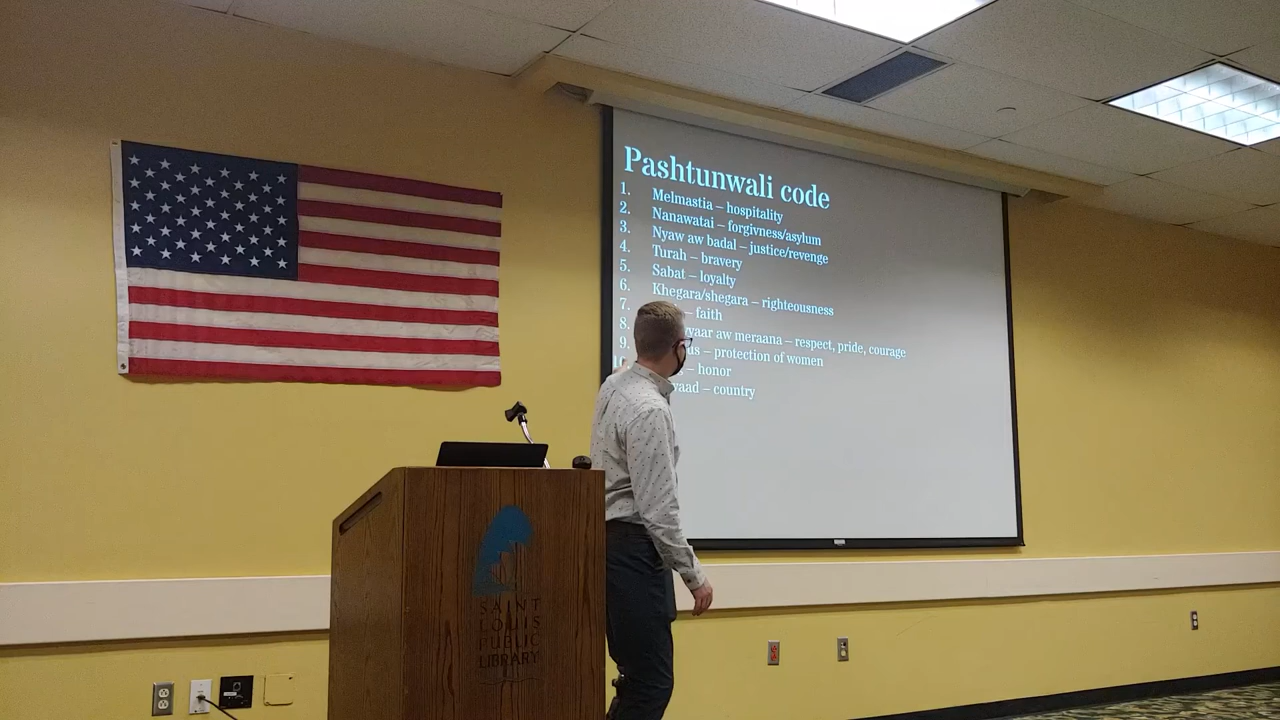 Pashtunwali code
1. Melmastia – hospitality
2. Nanawatai – forgivness/asylum
3. Nyaw aw badal – justice/revenge
4. Turah – bravery
5. Sabat – loyalty
6. Khegara/shegara – righteousness
7. – faith
8. aw meraana – respect, pride, courage
9. – protection of women
– honor
– country
SAINT
LOUIS
PUBLIC
LIBRARY